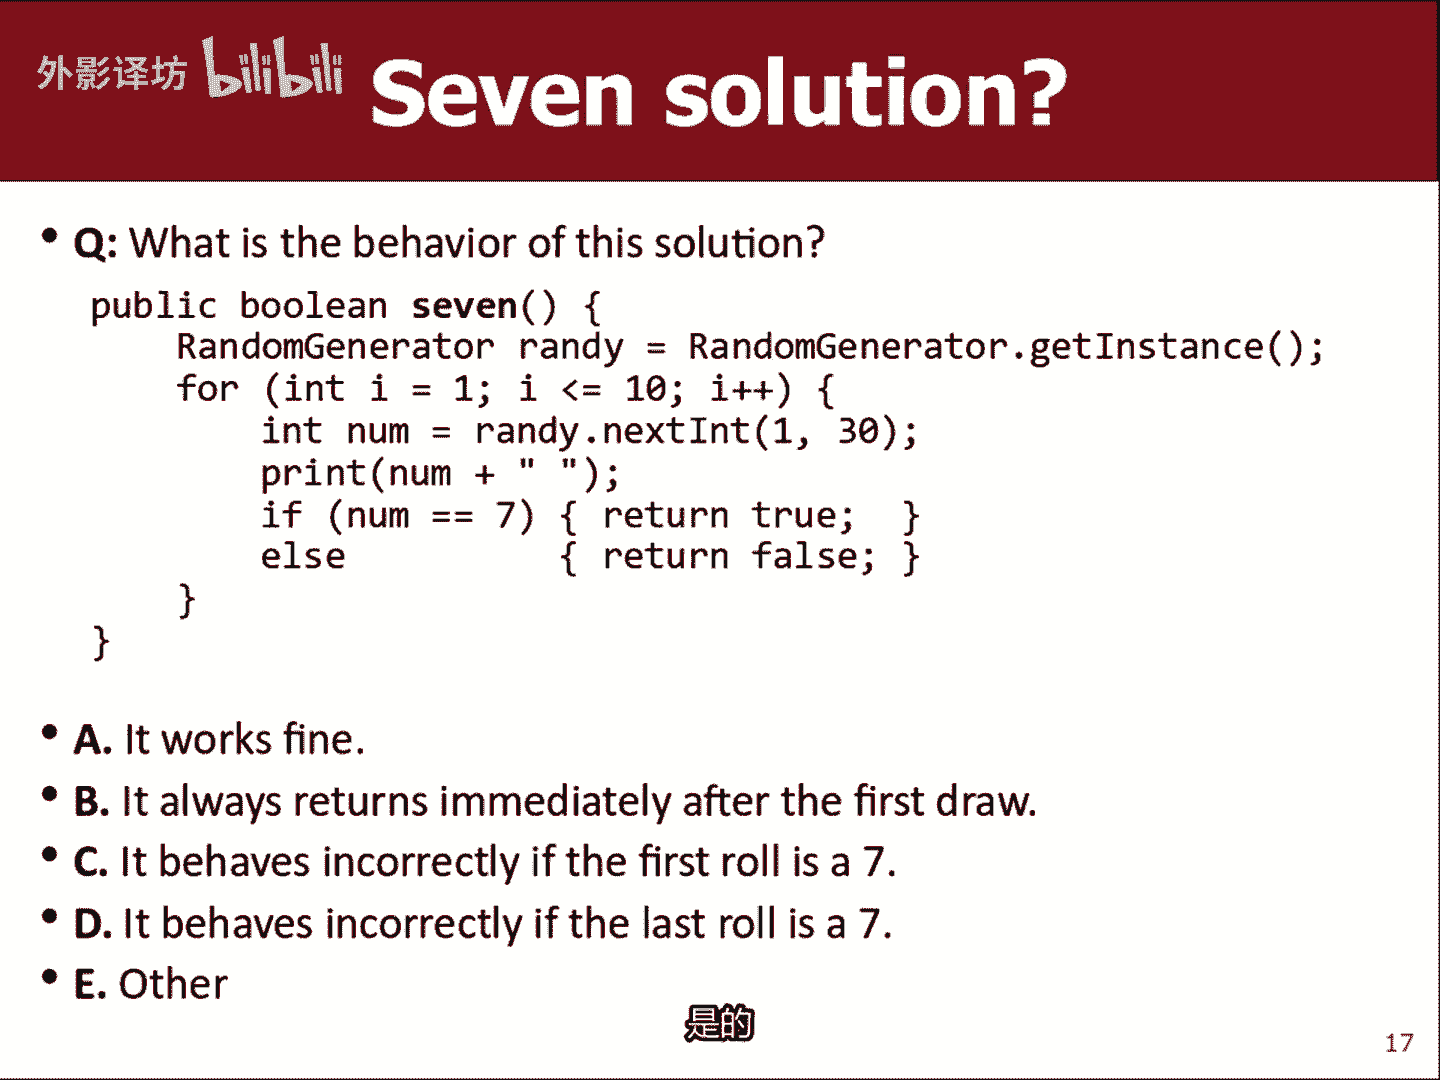 外影译坊 bilibili
Seven solution?
• Q: What is the behavior of this solution?
public boolean seven() {
    RandomGenerator randy = RandomGenerator.getInstance();
    for (int i = 1; i <= 10; i++) {
        int num = randy.nextInt(1, 30);
        print(num + " ");
        if (num == 7) { return true;  }
        else          { return false; }
    }
}
• A. It works fine.
• B. It always returns immediately after the first draw.
• C. It behaves incorrectly if the first roll is a 7.
• D. It behaves incorrectly if the last roll is a 7.
• E. Other
是的
17